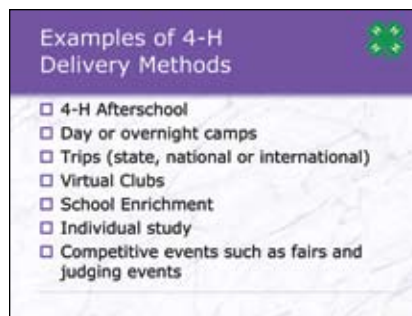 Examples of 4-H
Delivery Methods
4-H Afterschool
Day or overnight camps
Trips (state, national or international)
Virtual Clubs
School Enrichment
Individual study
Competitive events such as fairs and
judging events